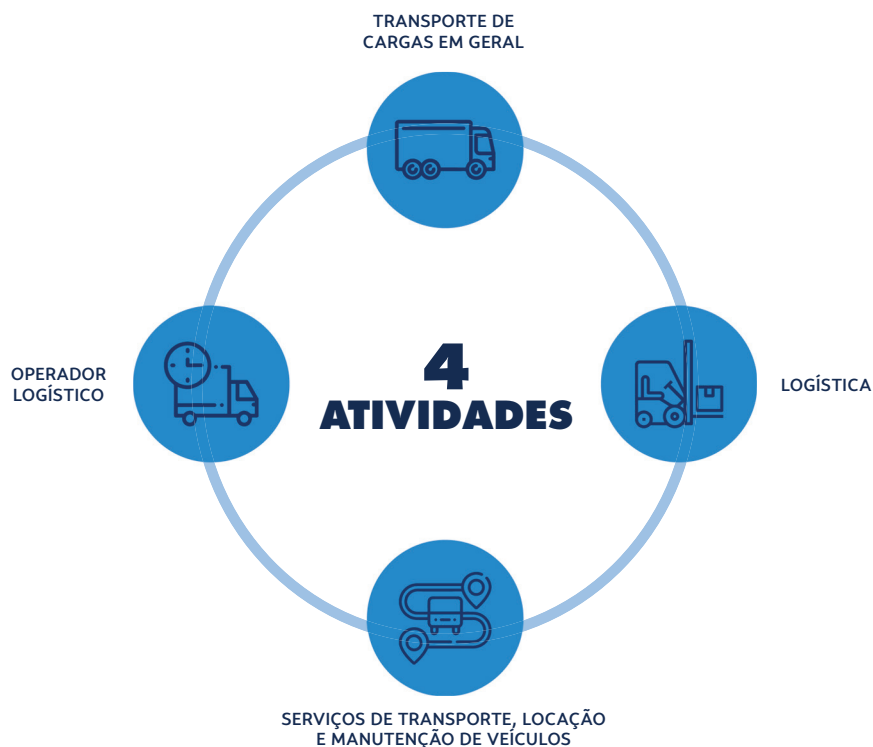 TRANSPORTE DE
CARGAS EM GERAL
OPERADOR
LOGÍSTICO
4
ATIVIDADES
LOGÍSTICA
SERVIÇOS DE TRANSPORTE, LOCAÇÃO
E MANUTENÇÃO DE VEÍCULOS